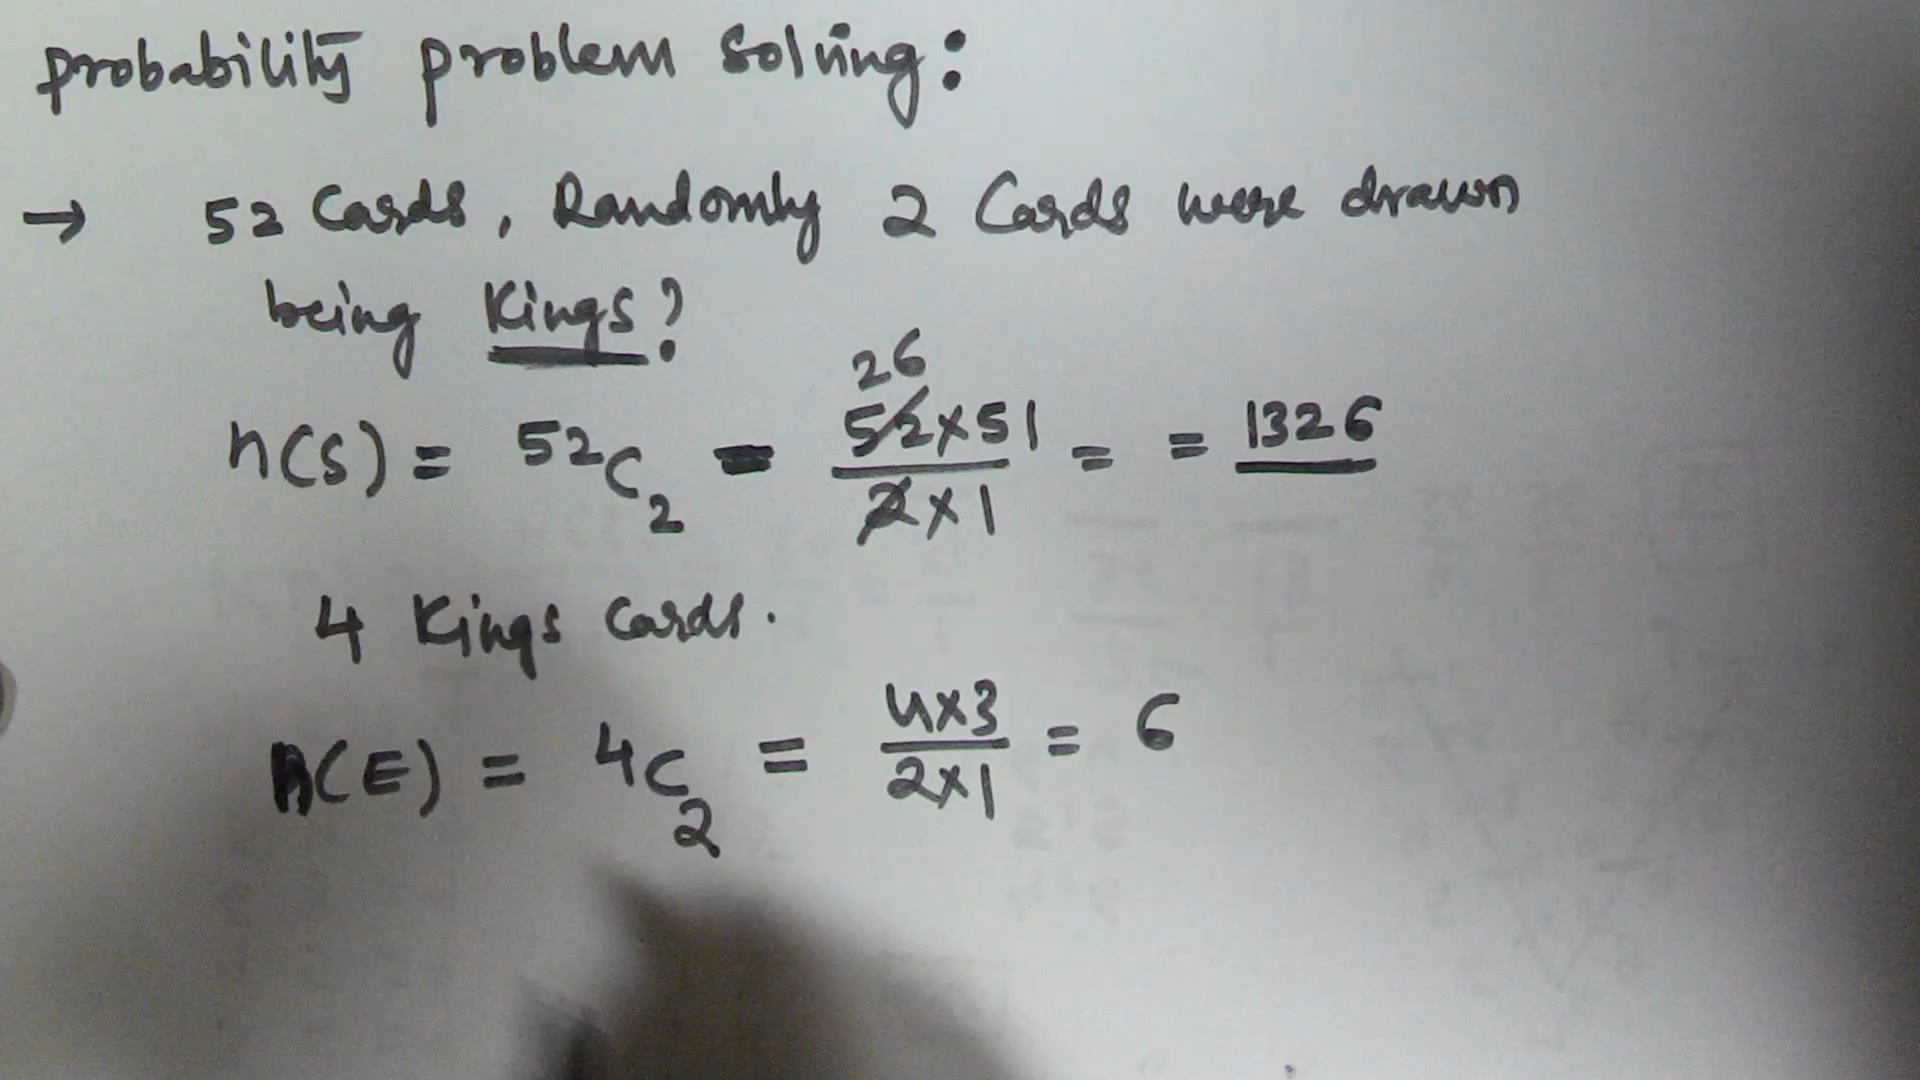 probability problem Solving:
→ 52 Cards, Randomly 2 Cards were drawn
being Kings?
n(S) = 52C2 = 26 52×51 / 2×1 = = 1326
4 Kings Cards.
n(E) = 4C2 = 4×3 / 2×1 = 6